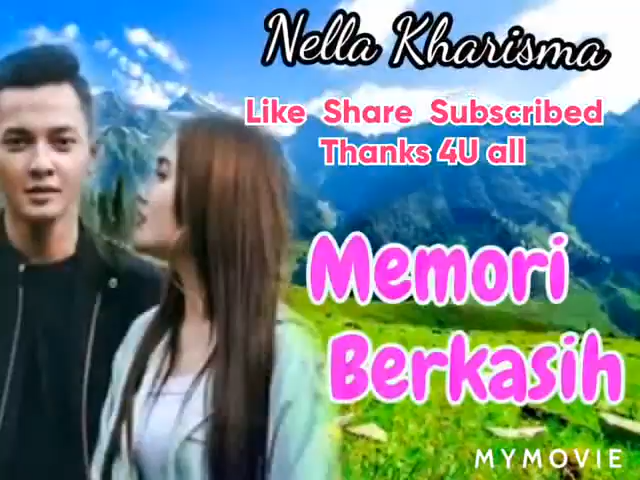 Nella Kharisma
Like Share Subscribed
Thanks 4U all
Memori
Berkasih
MYMOVIE